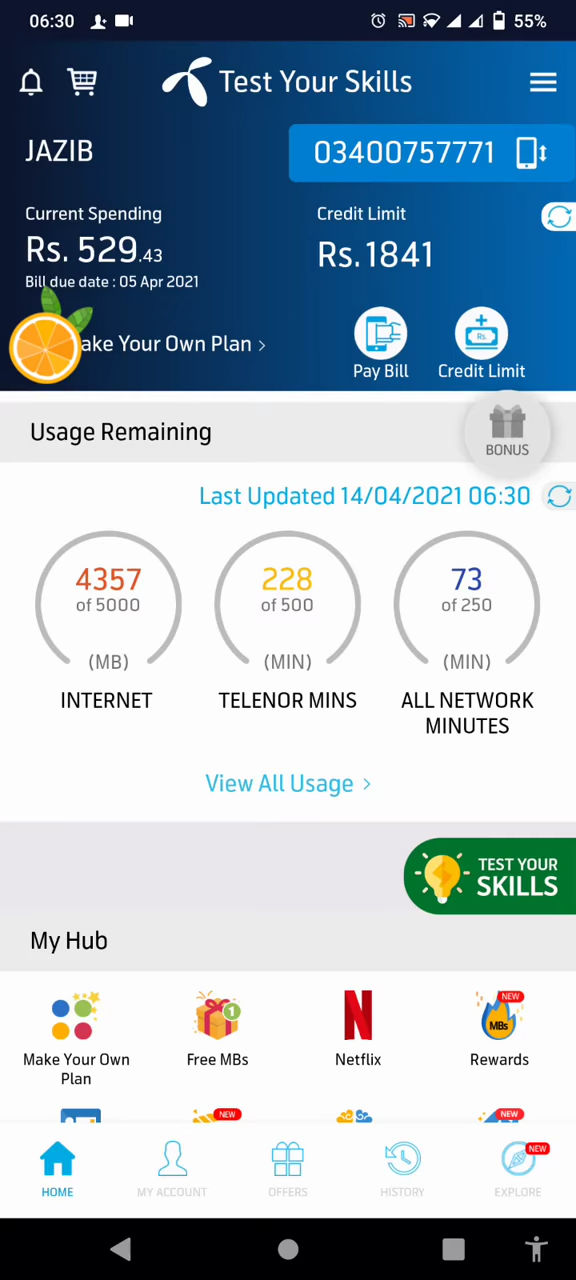 06:30
55%
Test Your Skills
JAZIB
03400757771
Current Spending
Credit Limit
Rs. 529.43
Rs. 1841
Bill due date : 05 Apr 2021
ake Your Own Plan >
Pay Bill
Credit Limit
Usage Remaining
BONUS
Last Updated 14/04/2021 06:30
4357
of 5000
(MB)
INTERNET
228
of 500
(MIN)
TELENOR MINS
73
of 250
(MIN)
ALL NETWORK
MINUTES
View All Usage >
TEST YOUR
SKILLS
My Hub
Make Your Own
Plan
1
Free MBs
Netflix
NEW
MBs
Rewards
NEW
NEW
HOME
MY ACCOUNT
OFFERS
HISTORY
NEW
EXPLORE